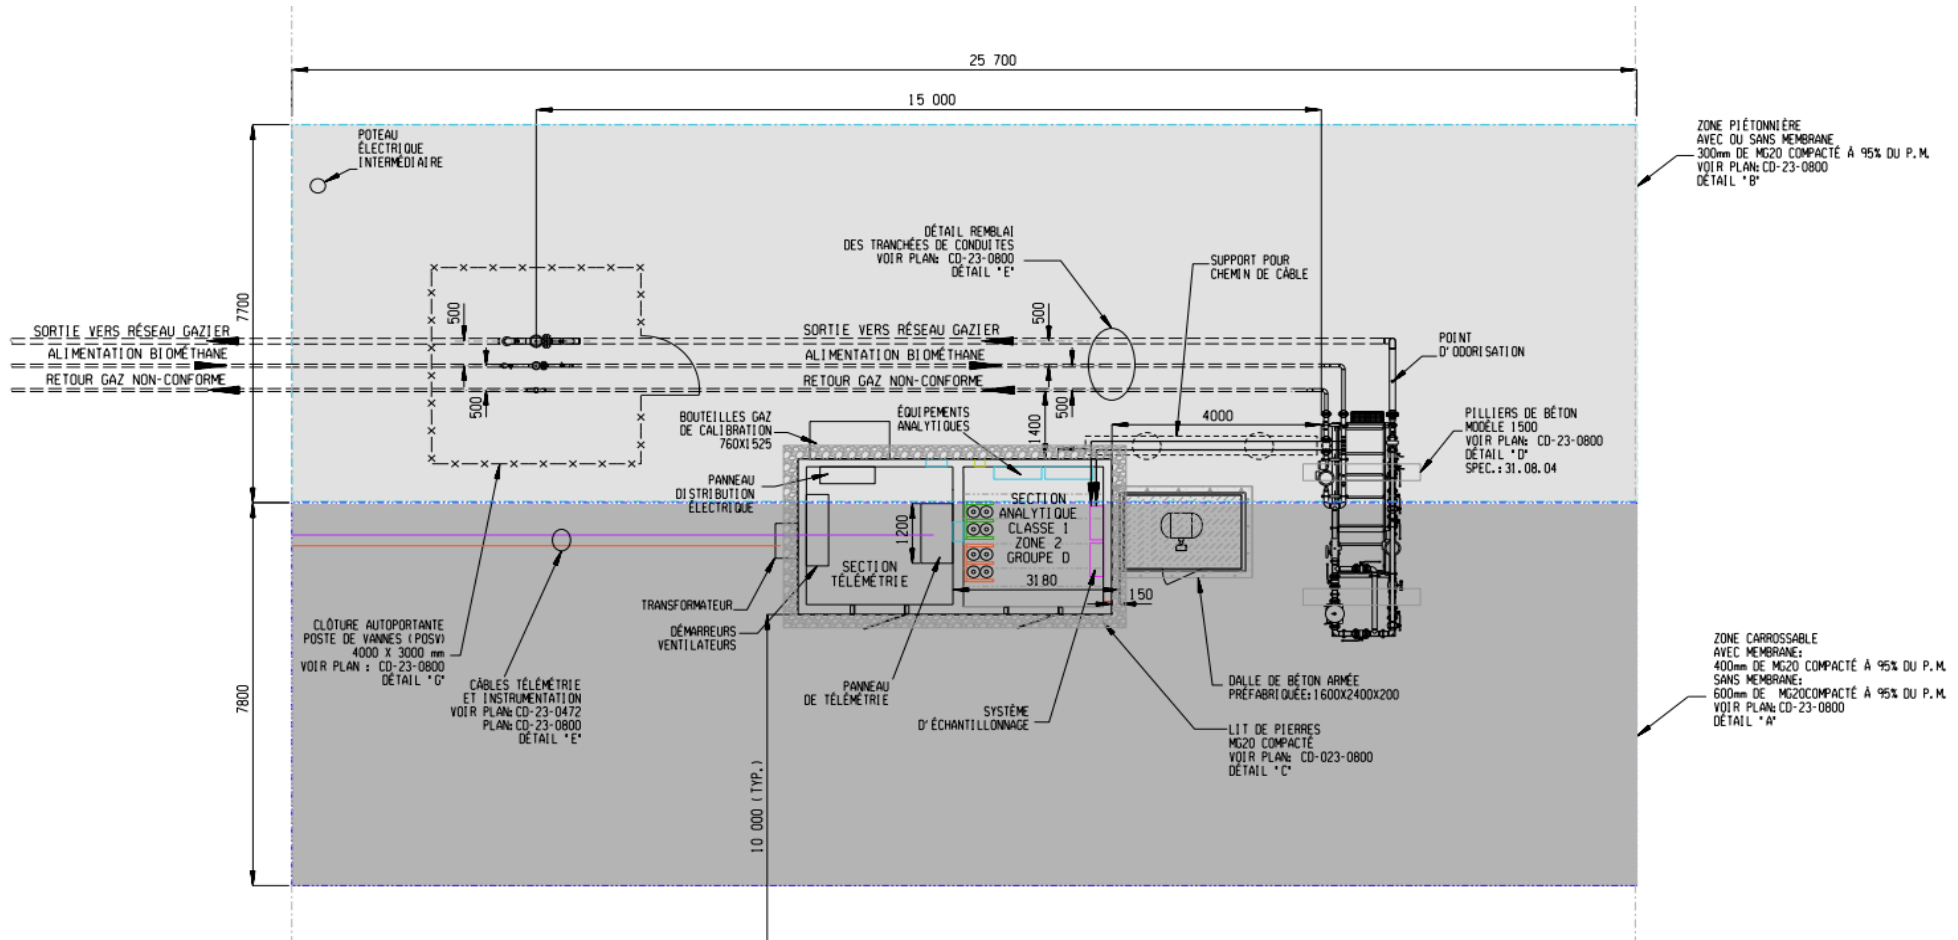 25 700
15 000
POTEAU
ÉLECTRIQUE
INTERMÉDIAIRE
ZONE PIÉTONNIÈRE
AVEC OU SANS MEMBRANE
300mm DE MG20 COMPACTÉ À 95% DU P.M.
VOIR PLAN: CD-23-0800
DÉTAIL "B"
DÉTAIL REMBLAI
DES TRANCHÉES DE CONDUITES
VOIR PLAN: CD-23-0800
DÉTAIL "E"
SUPPORT POUR
CHEMIN DE CÂBLE
7700
500
500
SORTIE VERS RÉSEAU GAZIER
SORTIE VERS RÉSEAU GAZIER
ALIMENTATION BIOMÉTHANE
ALIMENTATION BIOMÉTHANE
RETOUR GAZ NON-CONFORME
RETOUR GAZ NON-CONFORME
POINT
D'ODORISATION
500
500
1400
4000
BOUTEILLES GAZ
DE CALIBRATION
760X1525
ÉQUIPEMENTS
ANALYTIQUES
PILLIERS DE BÉTON
MODÈLE 1500
VOIR PLAN: CD-23-0800
DÉTAIL "D"
SPEC.: 31.08.04
PANNEAU
DISTRIBUTION
ÉLECTRIQUE
SECTION
ANALYTIQUE
CLASSE 1
ZONE 2
GROUPE D
1200
SECTION
TÉLÉMÉTRIE
3180
150
TRANSFORMATEUR
DÉMARREURS
VENTILATEURS
CLÔTURE AUTOPORTANTE
POSTE DE VANNES (POSV)
4000 X 3000 mm
VOIR PLAN : CD-23-0800
DÉTAIL "G"
CÂBLES TÉLÉMÉTRIE
ET INSTRUMENTATION
VOIR PLAN: CD-23-0472
PLAN: CD-23-0800
DÉTAIL "E"
PANNEAU
DE TÉLÉMÉTRIE
SYSTÈME
D'ÉCHANTILLONNAGE
DALLE DE BÉTON ARMÉE
PRÉFABRIQUÉE: 1600X2400X200
LIT DE PIERRES
MG20 COMPACTÉ
VOIR PLAN: CD-023-0800
DÉTAIL "C"
ZONE CARROSSABLE
AVEC MEMBRANE:
400mm DE MG20 COMPACTÉ À 95% DU P.M.
SANS MEMBRANE:
600mm DE MG20COMPACTÉ À 95% DU P.M.
VOIR PLAN: CD-23-0800
DÉTAIL "A"
7800
10 000 (TYP.)